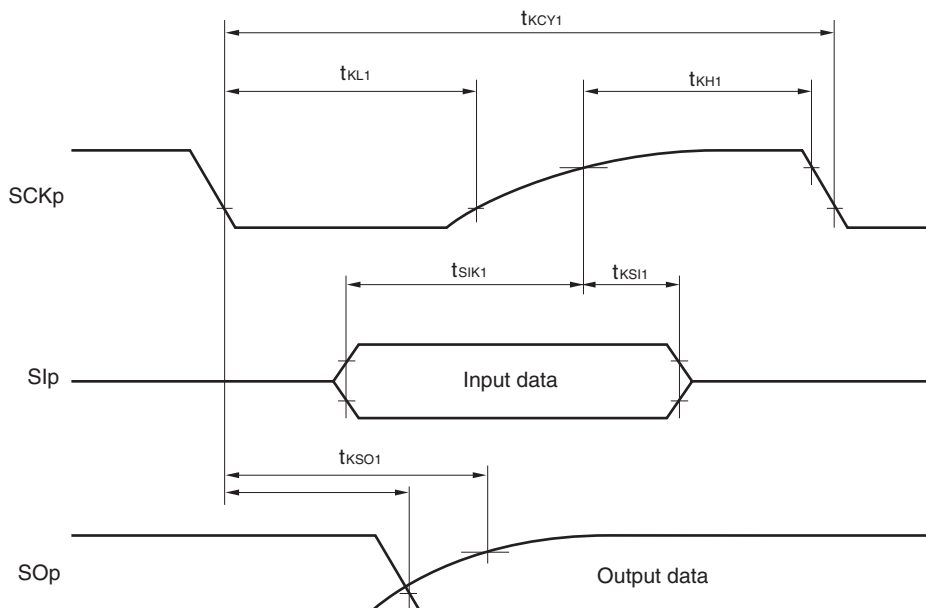 tKCY1
tKL1
tKH1
SCKp
tSIK1
tKSI1
SIp
Input data
tKSO1
SOp
Output data